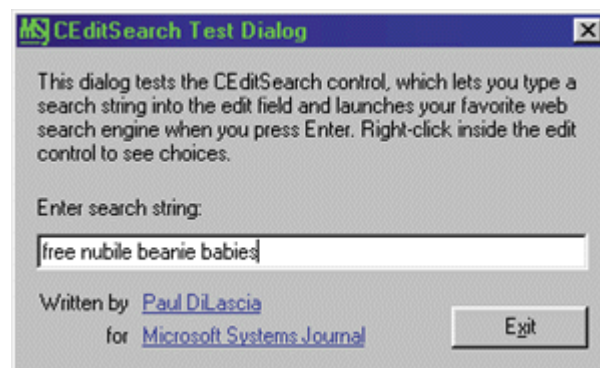 MSJ CEditSearch Test Dialog
This dialog tests the CEditSearch control, which lets you type a
search string into the edit field and launches your favorite web
search engine when you press Enter. Right-click inside the edit
control to see choices.
Enter search string:
free nubile beanie babies
Written by Paul DiLascia
for Microsoft Systems Journal
Exit